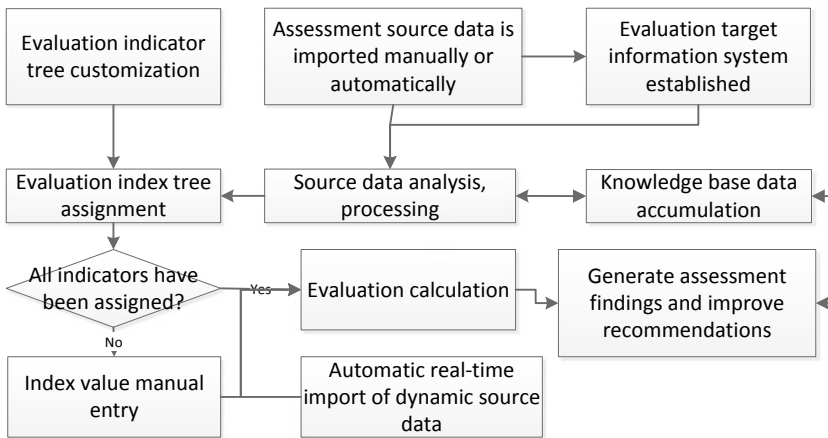 Evaluation indicator
tree customization
Assessment source data is
imported manually or
automatically
Evaluation target
information system
established
Evaluation index tree
assignment
Source data analysis,
processing
Knowledge base data
accumulation
All indicators have
been assigned?
Yes
Evaluation calculation
Generate assessment
findings and improve
recommendations
No
Index value manual
entry
Automatic real-time
import of dynamic source
data